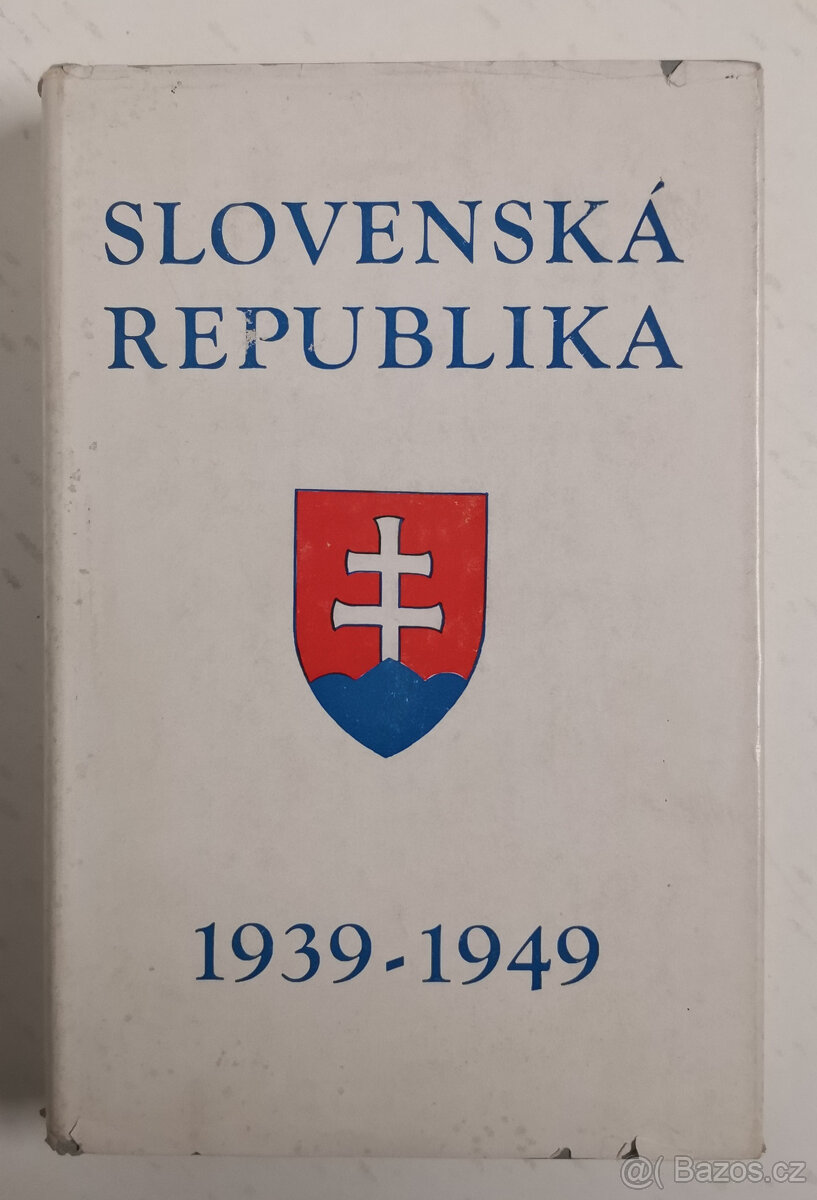 SLOVENSKÁ
REPUBLIKA
1939-1949
@( Bazos.cz